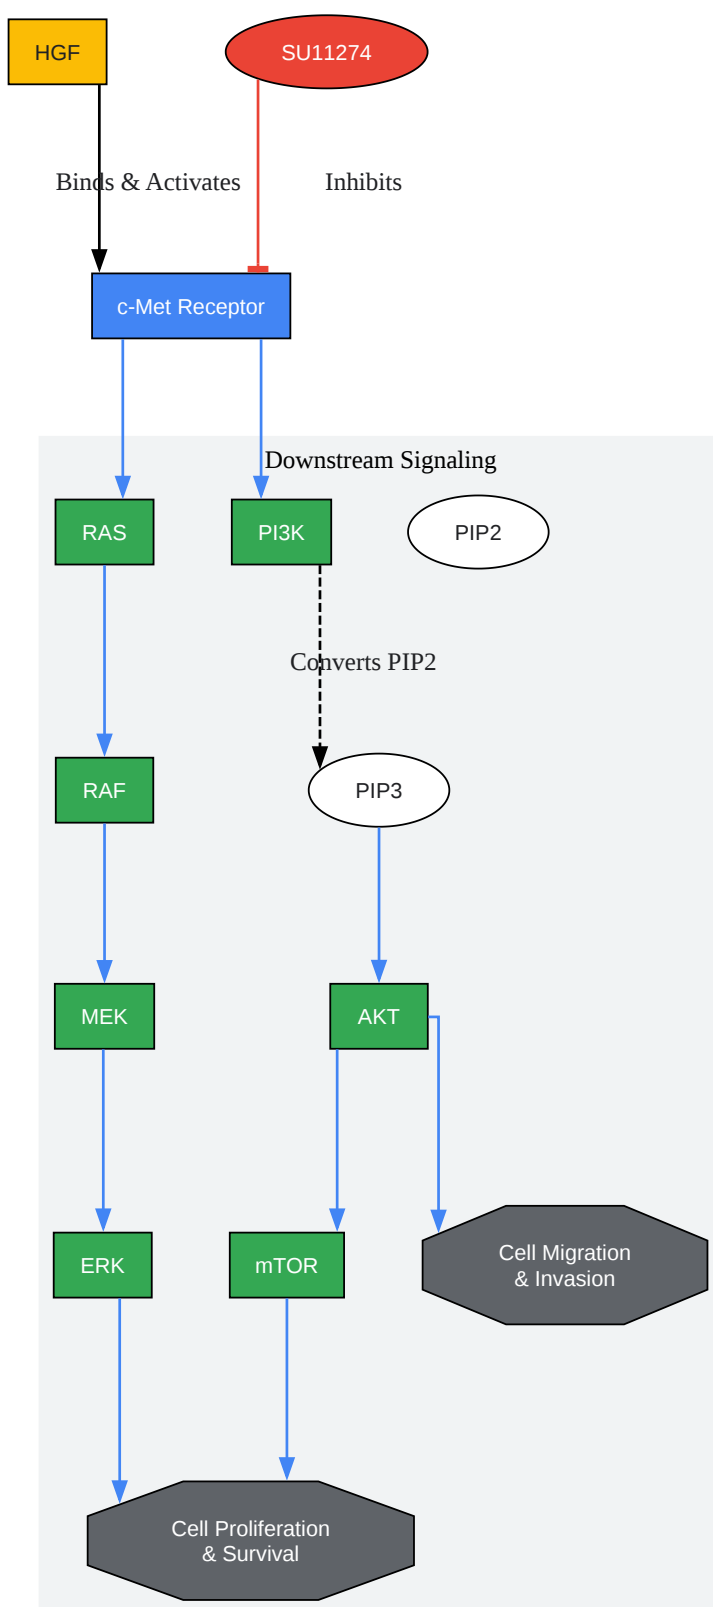 HGF
SU11274
Binds & Activates
Inhibits
c-Met Receptor
Downstream Signaling
RAS
PI3K
PIP2
Converts PIP2
RAF
PIP3
MEK
AKT
Cell Migration
& Invasion
ERK
mTOR
Cell Proliferation
& Survival